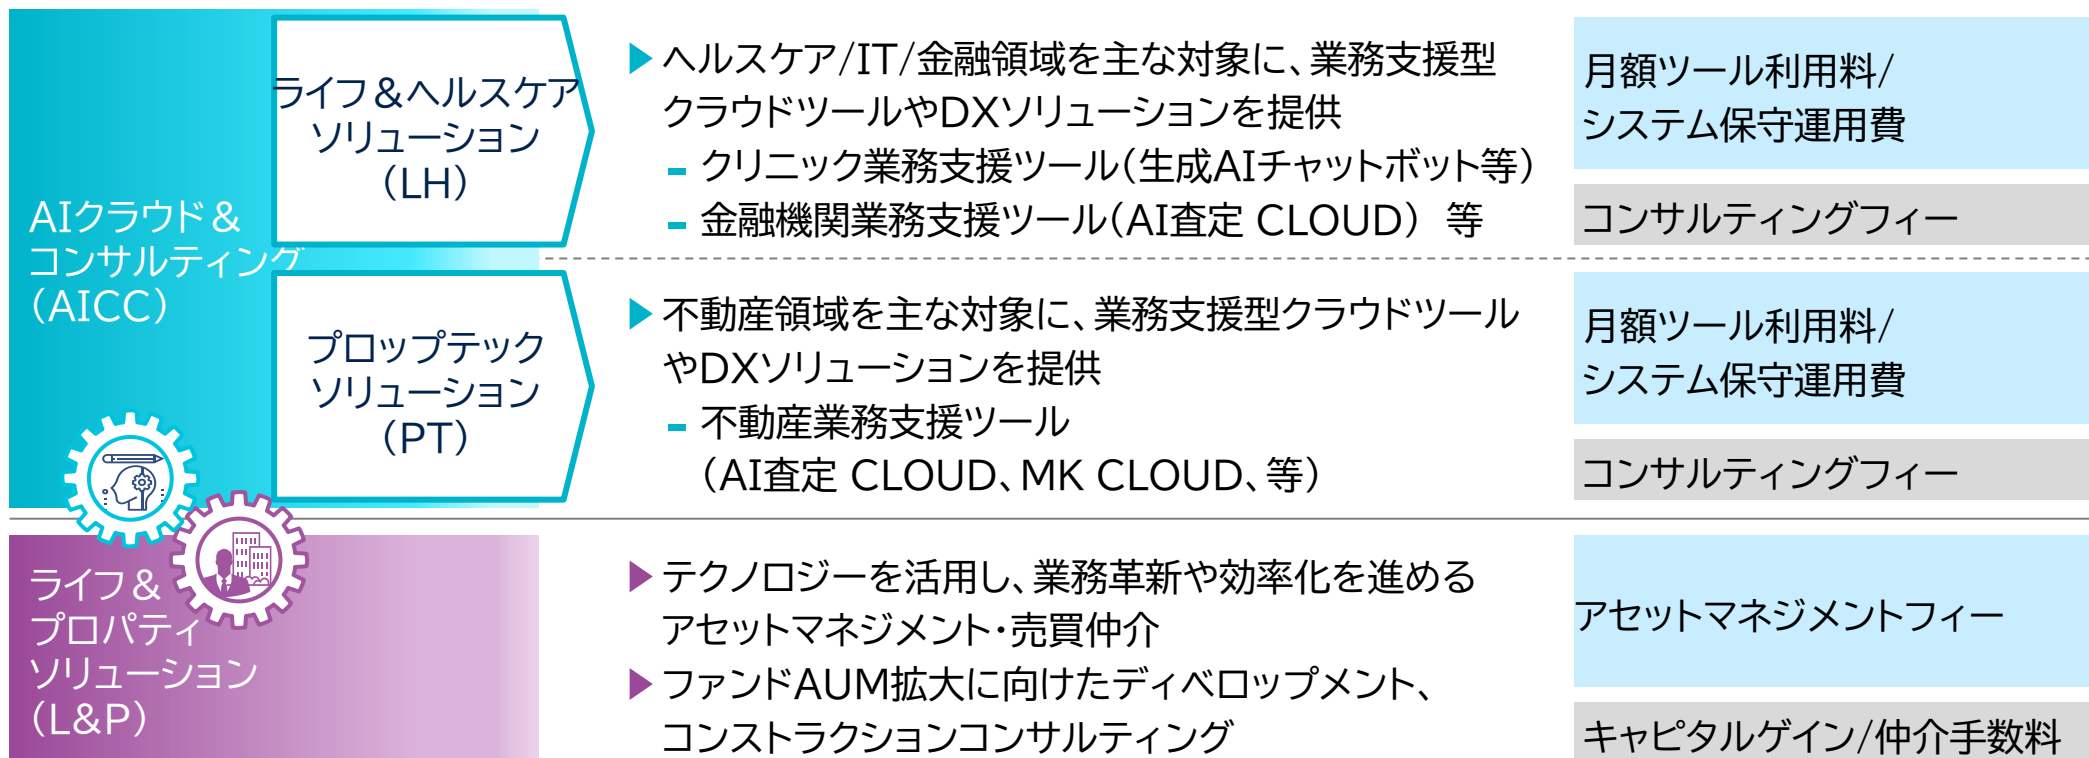 AIクラウド＆
コンサルティング
（AICC）
ライフ＆ヘルスケア
ソリューション
（LH）
ヘルスケア/IT/金融領域を主な対象に、業務支援型
クラウドツールやDXソリューションを提供
クリニック業務支援ツール（生成AIチャットボット等）
金融機関業務支援ツール（AI査定 CLOUD） 等
月額ツール利用料/
システム保守運用費
コンサルティングフィー
プロップテック
ソリューション
（PT）
不動産領域を主な対象に、業務支援型クラウドツール
やDXソリューションを提供
不動産業務支援ツール
（AI査定 CLOUD、MK CLOUD、等）
月額ツール利用料/
システム保守運用費
コンサルティングフィー
ライフ＆
プロパティ
ソリューション
（L&P）
テクノロジーを活用し、業務革新や効率化を進める
アセットマネジメント・売買仲介
ファンドAUM拡大に向けたディベロップメント、
コンストラクションコンサルティング
アセットマネジメントフィー
キャピタルゲイン/仲介手数料